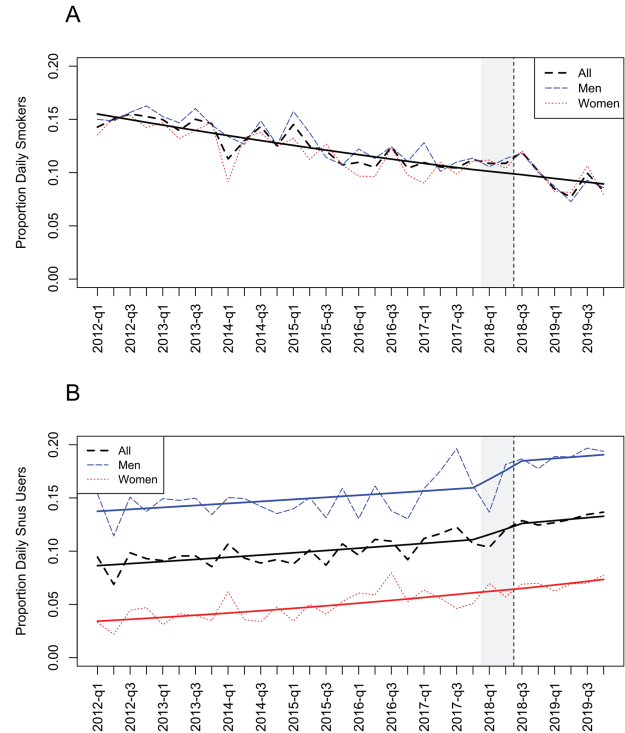 A
Proportion Daily Smokers
0.20
0.15
0.10
0.05
0.00
All
Men
Women
2012-q1
2012-q3
2013-q1
2013-q3
2014-q1
2014-q3
2015-q1
2015-q3
2016-q1
2016-q3
2017-q1
2017-q3
2018-q1
2018-q3
2019-q1
2019-q3
B
Proportion Daily Snus Users
0.20
0.15
0.10
0.05
0.00
All
Men
Women
2012-q1
2012-q3
2013-q1
2013-q3
2014-q1
2014-q3
2015-q1
2015-q3
2016-q1
2016-q3
2017-q1
2017-q3
2018-q1
2018-q3
2019-q1
2019-q3